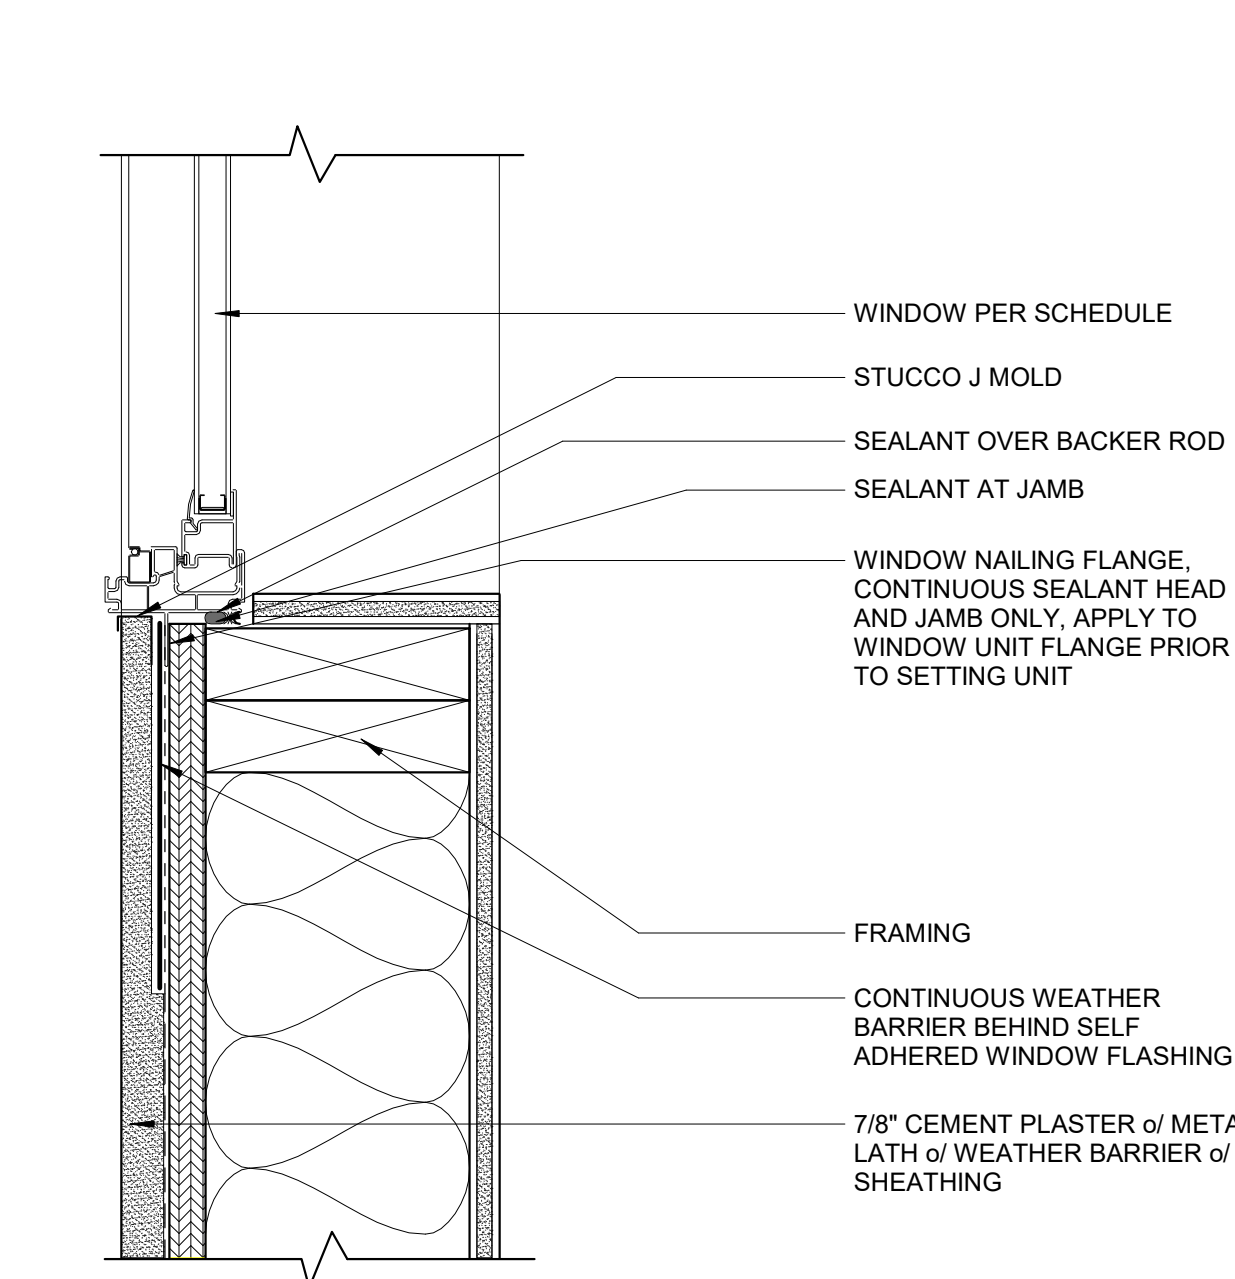 WINDOW PER SCHEDULE
STUCCO J MOLD
SEALANT OVER BACKER ROD
SEALANT AT JAMB
WINDOW NAILING FLANGE,
CONTINUOUS SEALANT HEAD
AND JAMB ONLY, APPLY TO
WINDOW UNIT FLANGE PRIOR
TO SETTING UNIT
FRAMING
CONTINUOUS WEATHER
BARRIER BEHIND SELF
ADHERED WINDOW FLASHING
7/8" CEMENT PLASTER o/
LATH o/ WEATHER BARRIER o/
SHEATHING